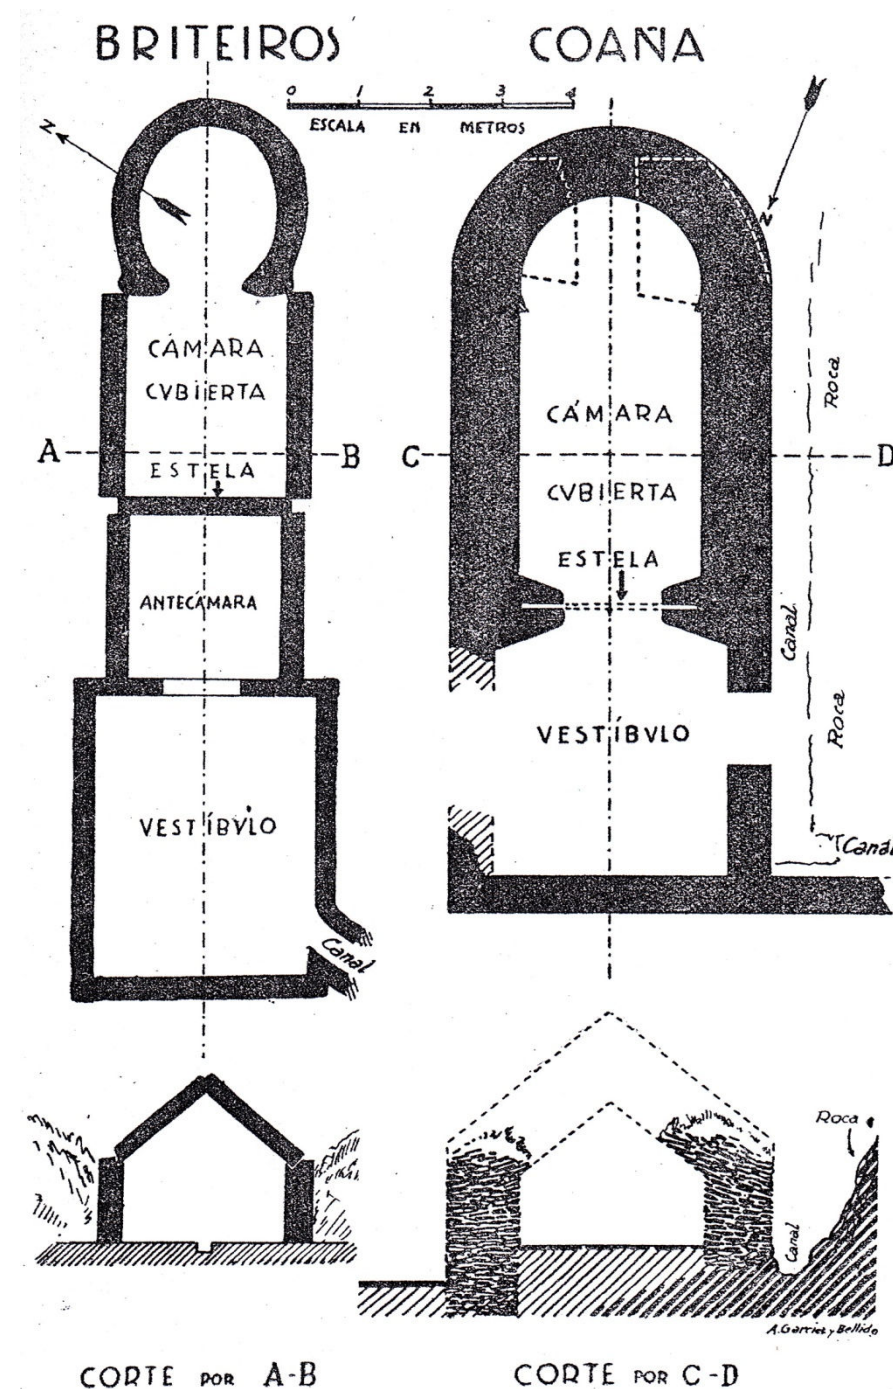 BRITEIROS
COAÑA
0 1 2 3 4
ESCALA EN METROS
N
N
CÁMARA
CVBIERTA
A
B
ESTELA
ANTECÁMARA
VESTÍBVLO
Canal
Roca
CÁMARA
C
D
CVBIERTA
ESTELA
Canal
Roca
VESTÍBVLO
Canal
Roca
Canal
A. García y Bellido
CORTE POR A-B
CORTE POR C-D